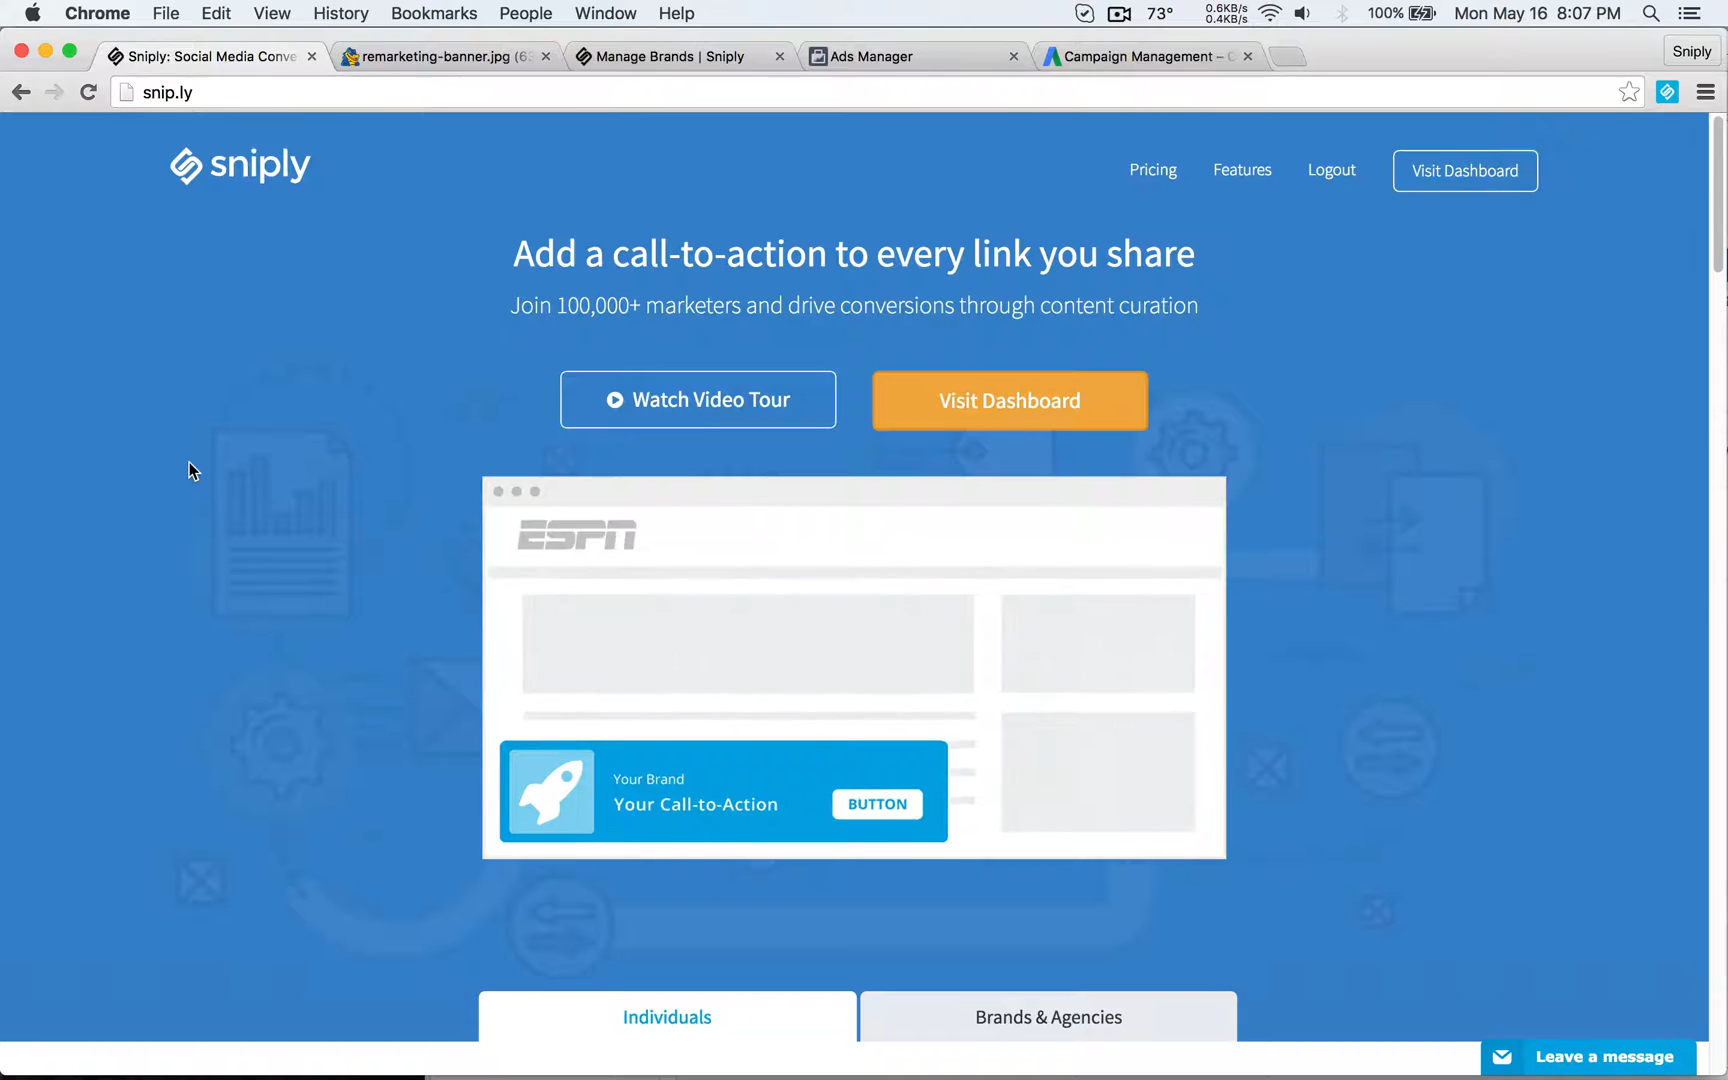 Chrome File Edit View History Bookmarks People Window Help 73° 0.6KB/s 0.4KB/s 100% Mon May 16 8:07 PM
Sniply: Social Media Conve remarketing-banner.jpg (63 Manage Brands | Sniply Ads Manager Campaign Management – Sniply
snip.ly
sniply Pricing Features Logout Visit Dashboard
Add a call-to-action to every link you share
Join 100,000+ marketers and drive conversions through content curation
Watch Video Tour Visit Dashboard
ESPN
Your Brand
Your Call-to-Action BUTTON
Individuals Brands & Agencies
Leave a message